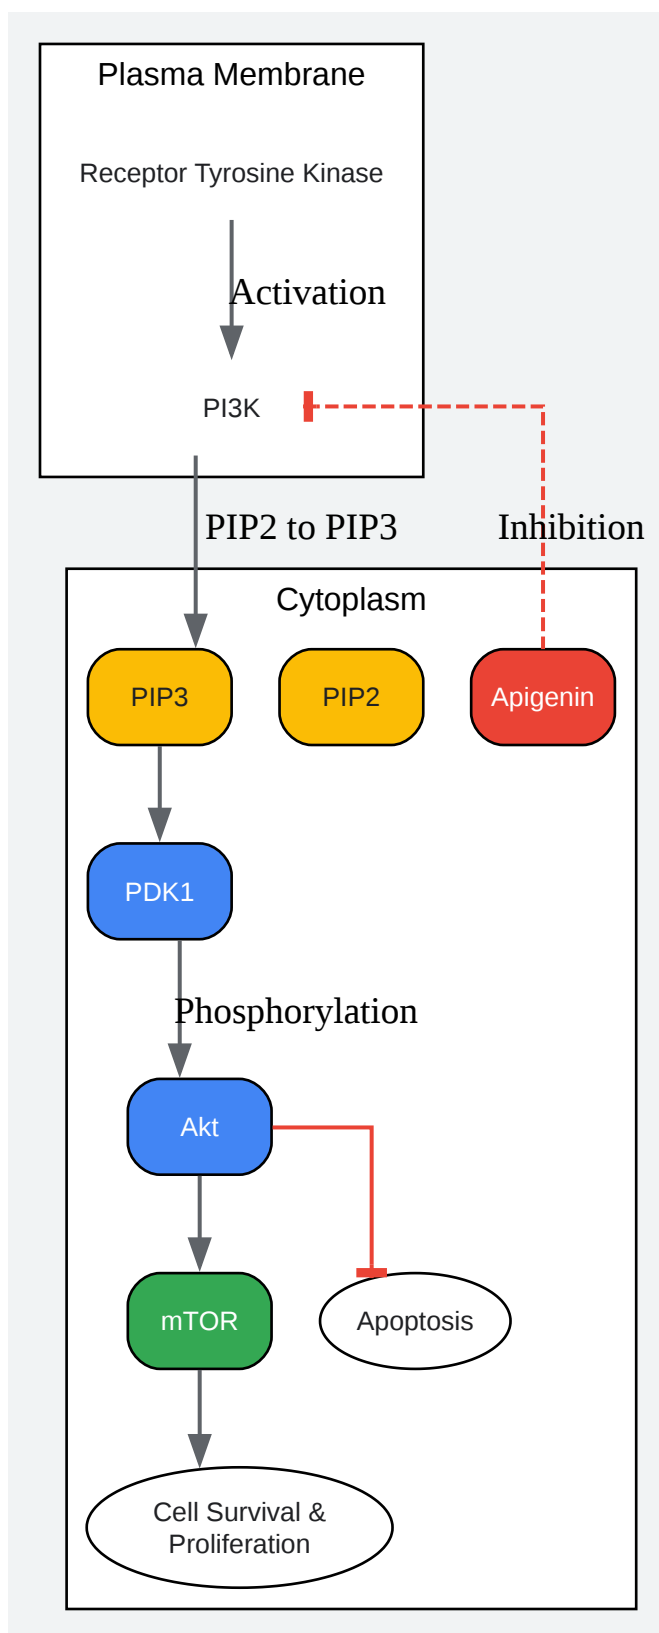 Plasma Membrane
Receptor Tyrosine Kinase
Activation
PI3K
PIP2 to PIP3
Inhibition
Cytoplasm
PIP3
PIP2
Apigenin
PDK1
Phosphorylation
Akt
mTOR
Apoptosis
Cell Survival &
Proliferation